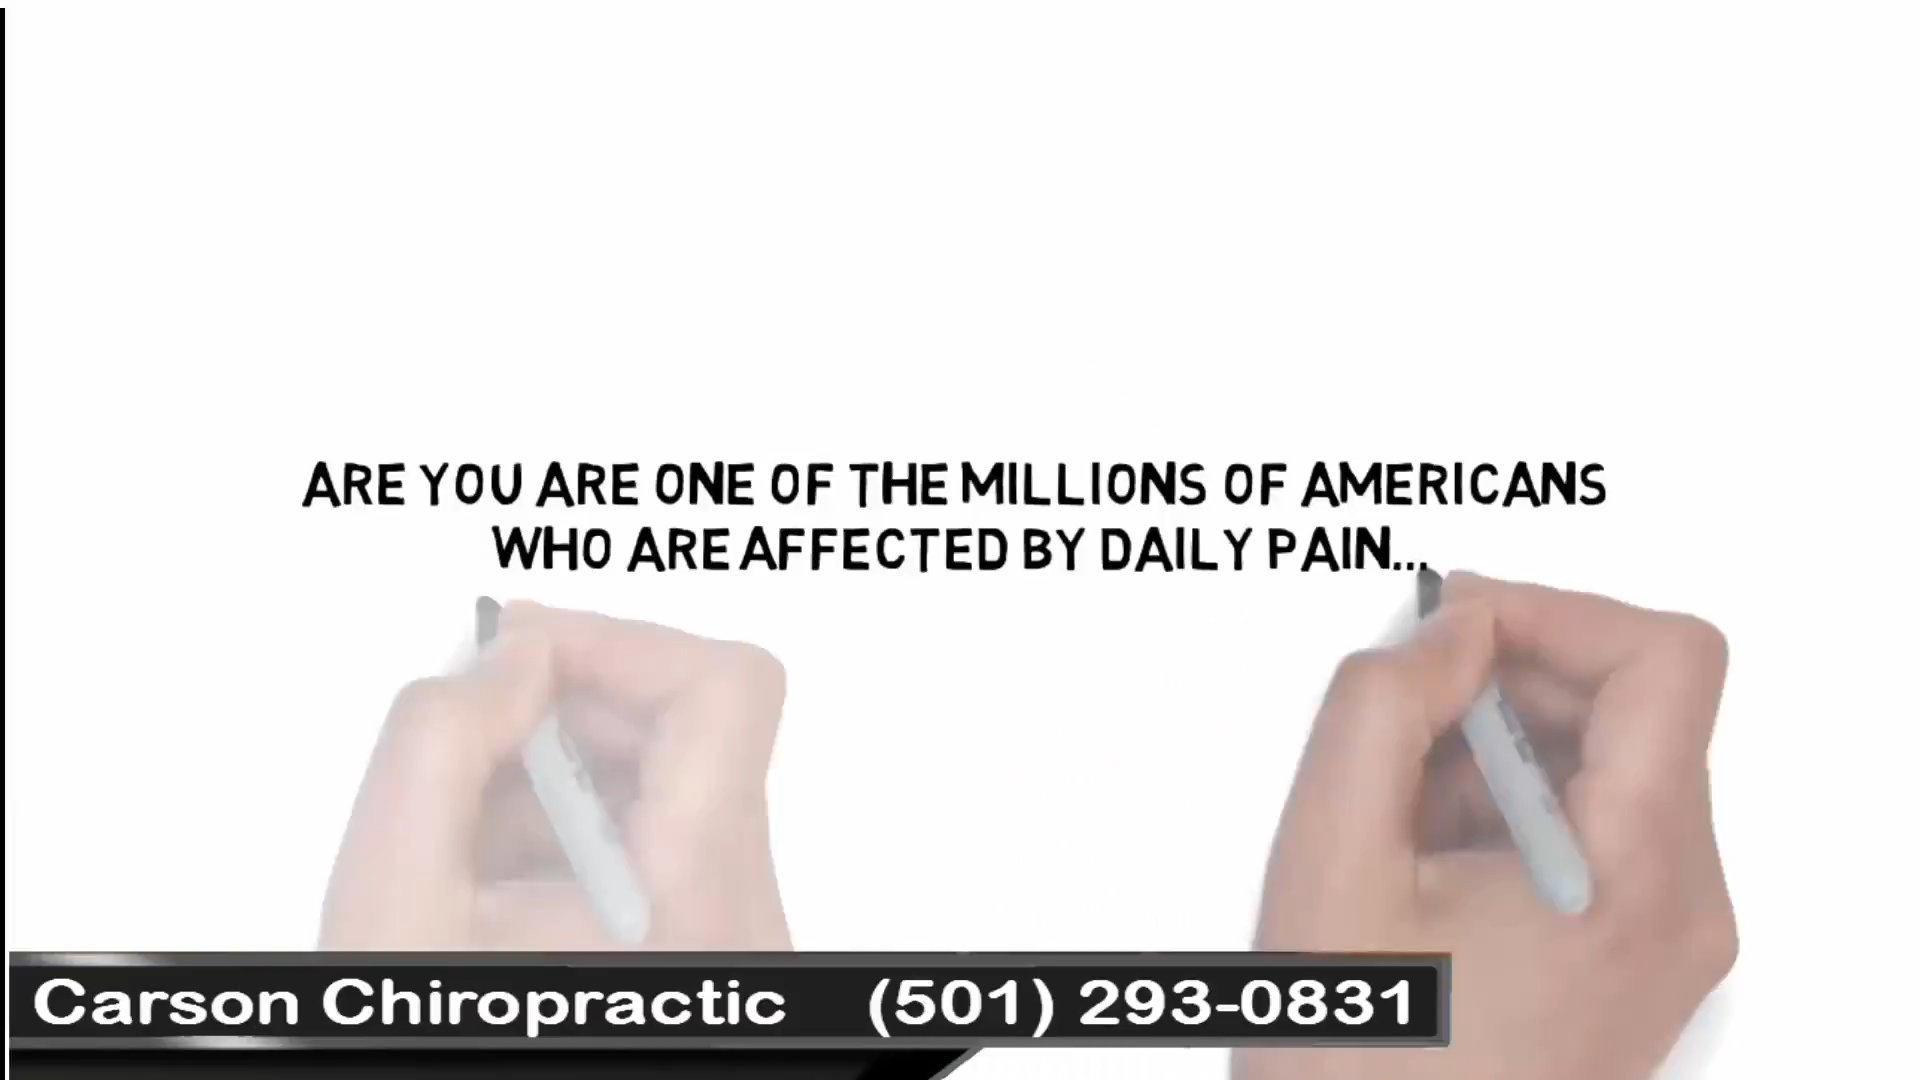 ARE YOU ARE ONE OF THE MILLIONS OF AMERICANS
WHO ARE AFFECTED BY DAILY PAIN...
Carson Chiropractic (501) 293-0831